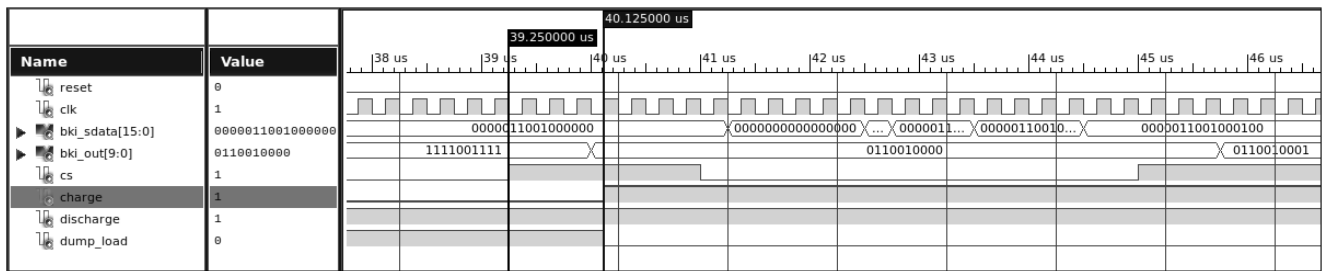 40.125000 us
39.250000 us
Name Value 38 us 39 us 40 us 41 us 42 us 43 us 44 us 45 us 46 us
reset 0
clk 1
bki_sdata[15:0] 0000011001000000 0000011001000000 0000000000000000 ... 0000011... 00000110010... 0000011001000100
bki_out[9:0] 0110010000 1111001111 0110010000 0110010001
cs 1
charge 1
discharge 1
dump_load 0